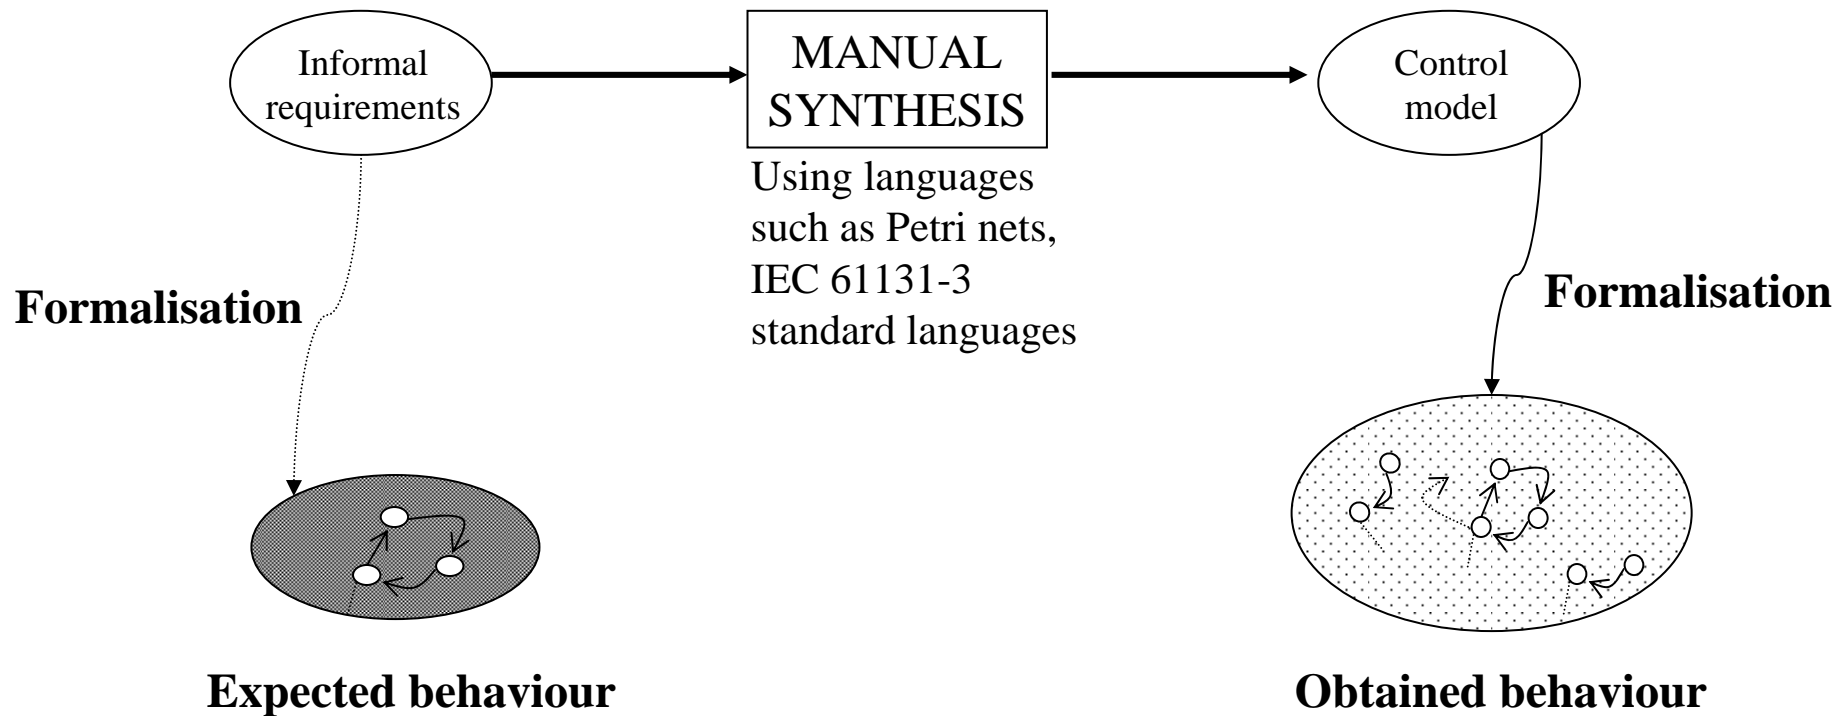 Informal
requirements
MANUAL
SYNTHESIS
Control
model
Using languages
such as Petri nets,
IEC 61131-3
standard languages
Formalisation
Formalisation
Expected behaviour
Obtained behaviour